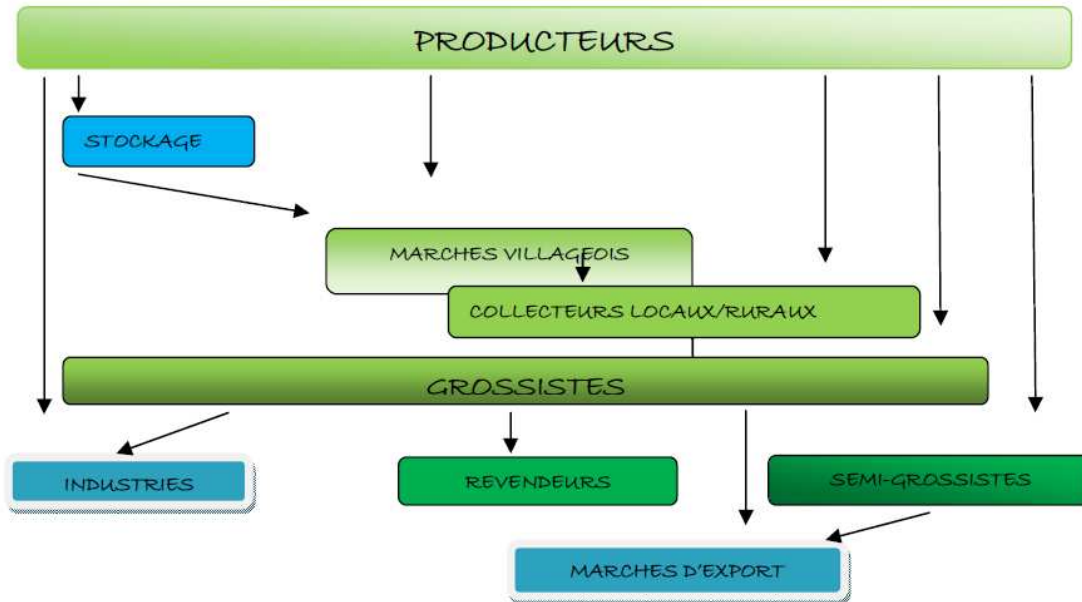 PRODUCTEURS
STOCKAGE
MARCHES VILLAGEOIS
COLLECTEURS LOCAUX/RURAUX
GROSSISTES
INDUSTRIES
REVENDEURS
SEMI-GROSSISTES
MARCHES D'EXPORT